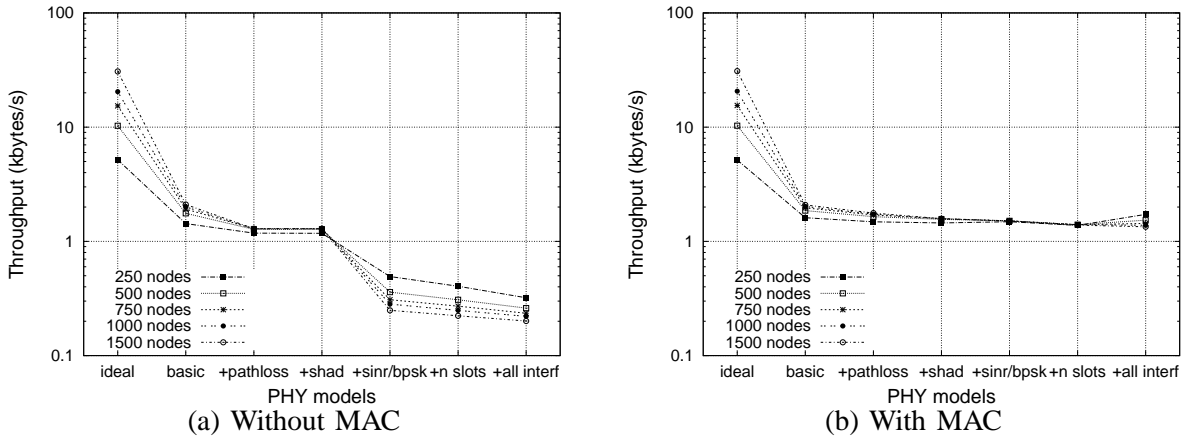 100
10
1
0.1
Throughput (kbytes/s)
250 nodes
500 nodes
750 nodes
1000 nodes
1500 nodes
ideal basic +pathloss +shad +sinr/bpsk +n slots +all interf
PHY models
(a) Without MAC
100
10
1
0.1
Throughput (kbytes/s)
250 nodes
500 nodes
750 nodes
1000 nodes
1500 nodes
ideal basic +pathloss +shad +sinr/bpsk +n slots +all interf
PHY models
(b) With MAC